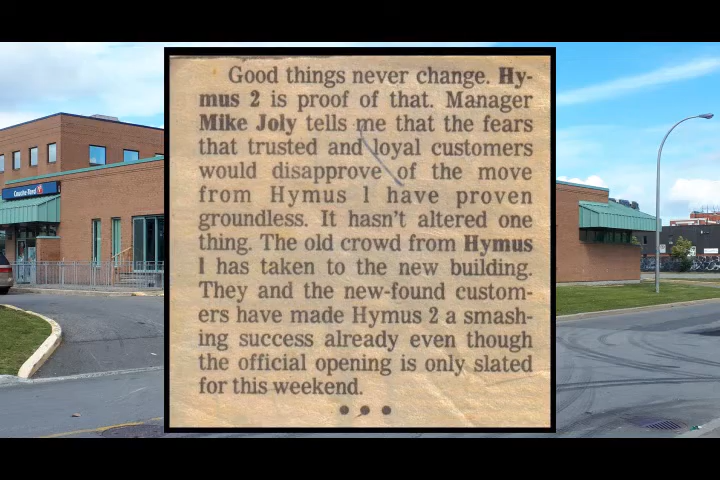 Good things never change. Hy-
mus 2 is proof of that. Manager
Mike Joly tells me that the fears
that trusted and loyal customers
would disapprove of the move
from Hymus 1 have proven
groundless. It hasn't altered one
thing. The old crowd from Hymus
1 has taken to the new building.
They and the new-found custom-
ers have made Hymus 2 a smash-
ing success already even though
the official opening is only slated
for this weekend.
Couche-Tard